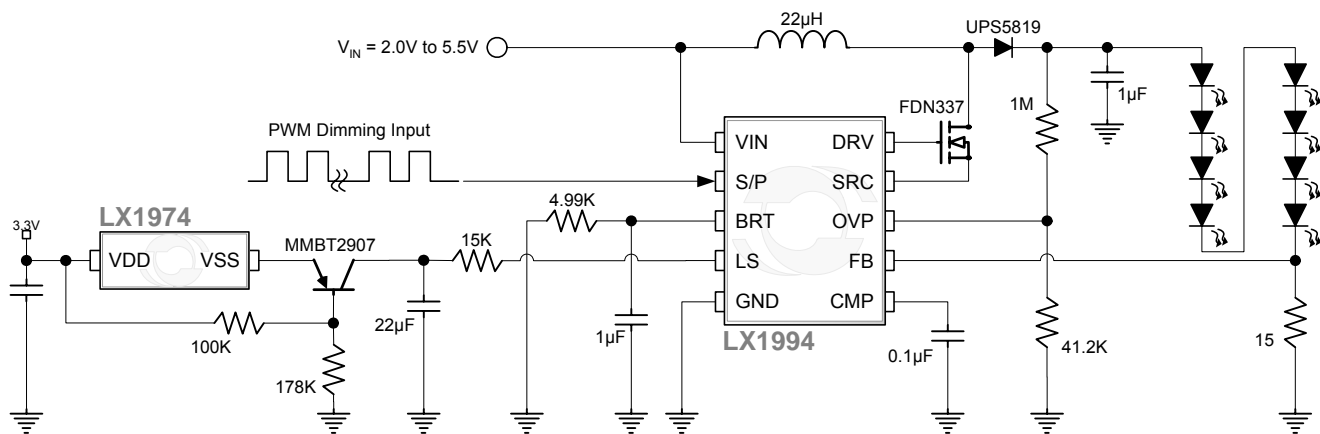 22µH
UPS5819
V_IN = 2.0V to 5.5V
1µF
1M
FDN337
PWM Dimming Input
VIN DRV
S/P SRC
BRT OVP
LS FB
GND CMP
LX1994
4.99K
LX1974
3.3V
VDD VSS
MMBT2907
15K
22µF
1µF
100K
178K
0.1µF
41.2K
15